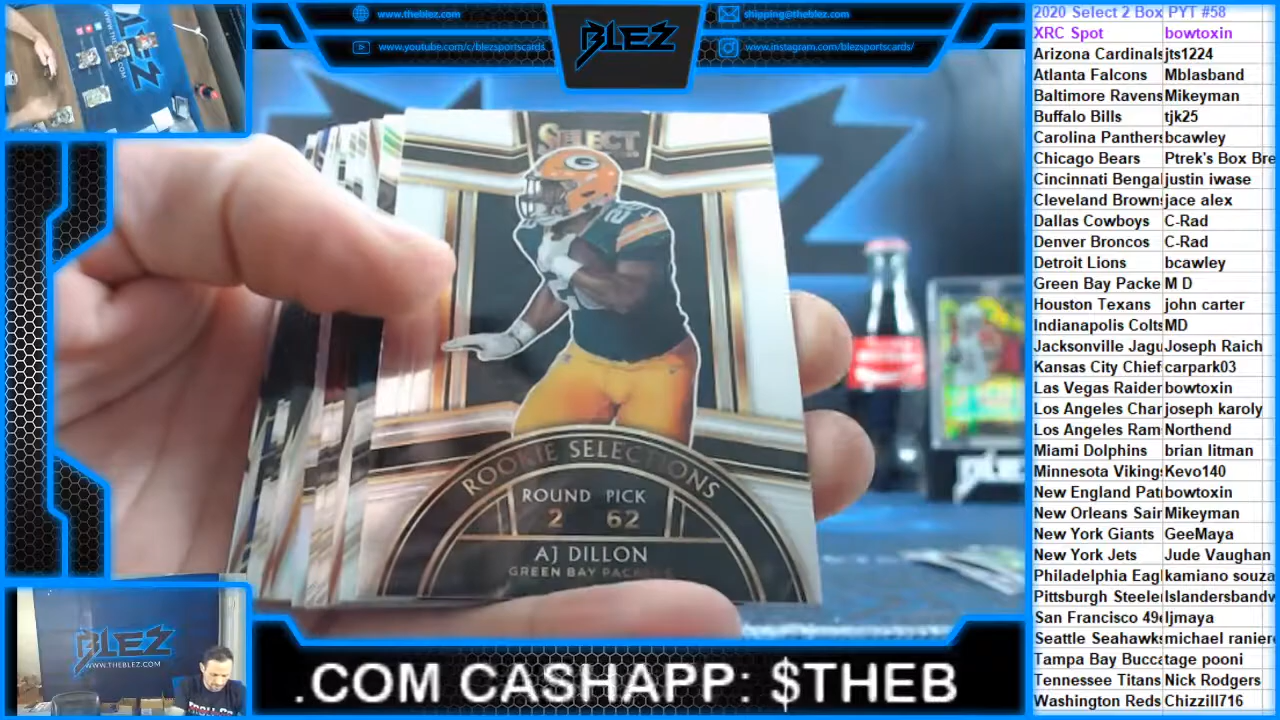 www.theblez.com
shipping@theblez.com
www.youtube.com/c/blezsportscards
www.instagram.com/blezsportscards/
BLEZ
SELECT
ROOKIE SELECTIONS
ROUND PICK
2 62
AJ DILLON
GREEN BAY PACKERS
BLEZ
WWW.THEBLEZ.COM
.COM CASHAPP: $THEB
2020 Select 2 Box PYT #58
XRC Spot bowtoxin
Arizona Cardinals jts1224
Atlanta Falcons Mblasband
Baltimore Ravens Mikeyman
Buffalo Bills tjk25
Carolina Panthers bcawley
Chicago Bears Ptrek's Box Bre
Cincinnati Bengal justin iwase
Cleveland Browns jace alex
Dallas Cowboys C-Rad
Denver Broncos C-Rad
Detroit Lions bcawley
Green Bay Packe M D
Houston Texans john carter
Indianapolis Colts MD
Jacksonville Jagu Joseph Raich
Kansas City Chief carpark03
Las Vegas Raider bowtoxin
Los Angeles Char joseph karoly
Los Angeles Ram Northend
Miami Dolphins brian litman
Minnesota Viking Kevo140
New England Pat bowtoxin
New Orleans Sain Mikeyman
New York Giants GeeMaya
New York Jets Jude Vaughan
Philadelphia Eagl kamiano souza
Pittsburgh Steele Islandersbandw
San Francisco 49 ljmaya
Seattle Seahawks michael ranier
Tampa Bay Bucca tage pooni
Tennessee Titans Nick Rodgers
Washington Reds Chizzill716